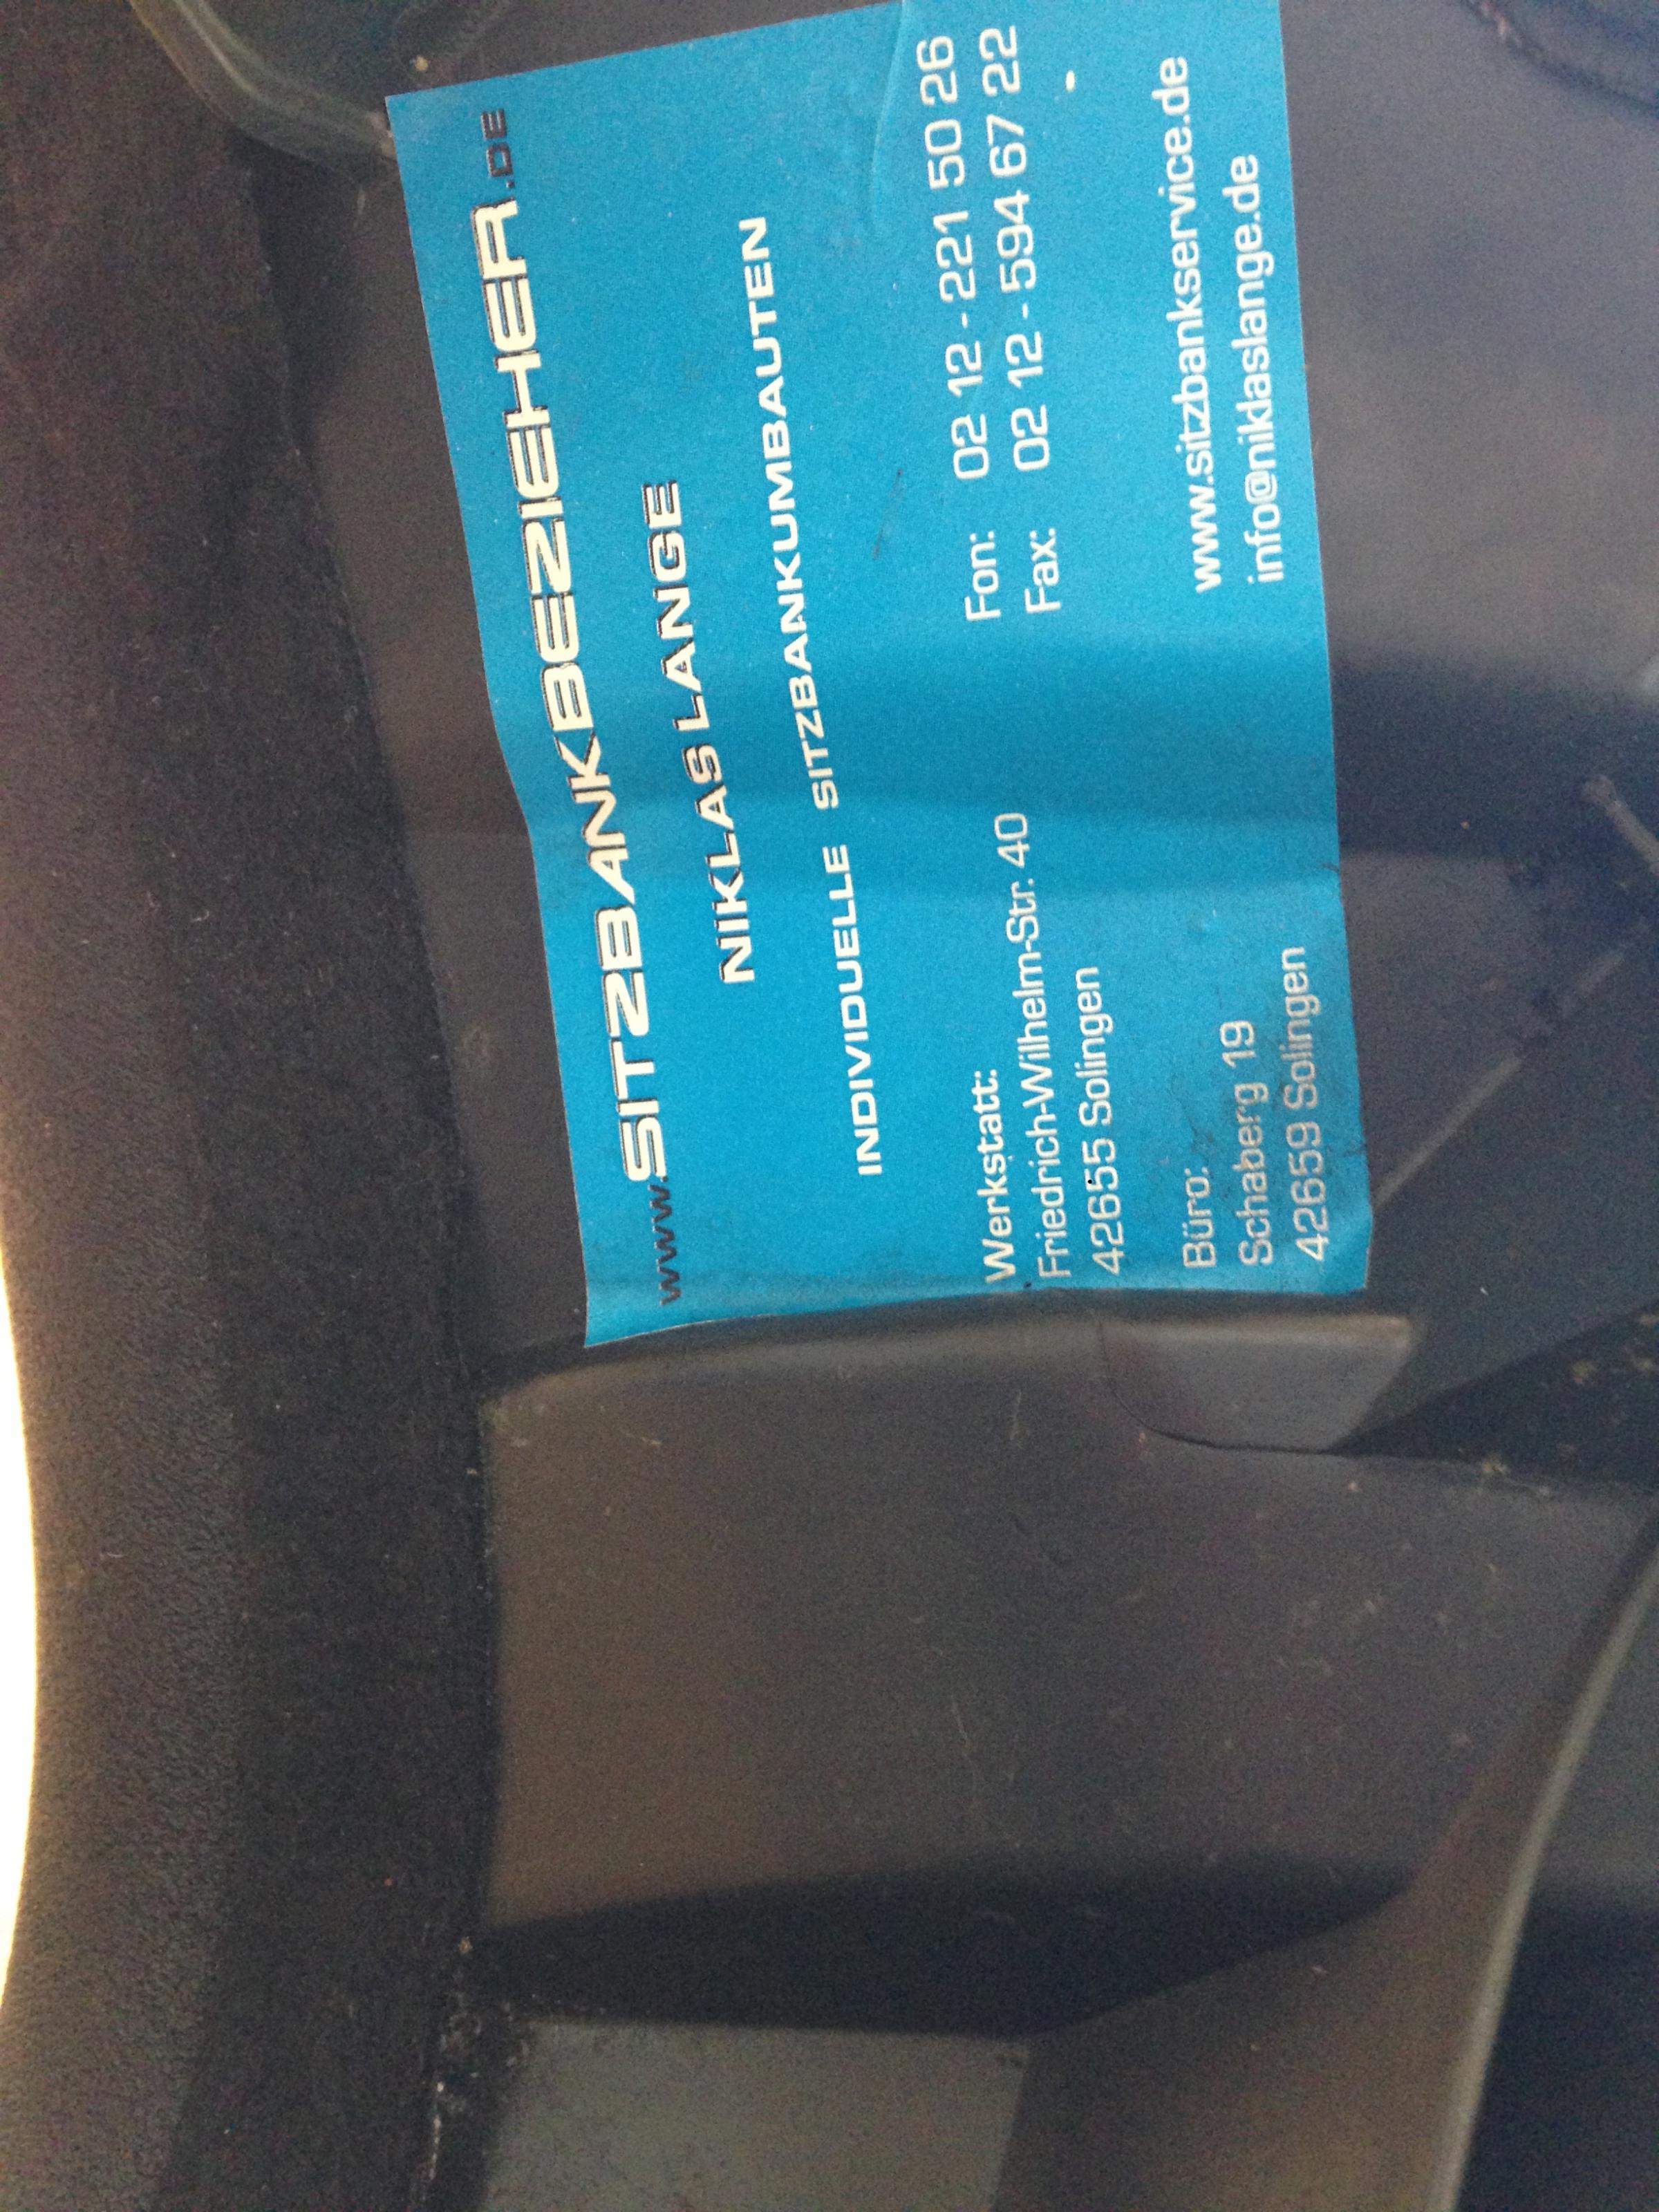 www.SITZBANKBEZIEHER.DE
NIKLAS LANGE
INDIVIDUELLE SITZBANKUMBAUTEN
Werkstatt:
Friedrich-Wilhelm-Str. 40
42655 Solingen
Büro:
Schaberg 19
42659 Solingen
Fon: 02 12 - 221 50 26
Fax: 02 12 - 594 67 22
www.sitzbankservice.de
info@niklaslange.de